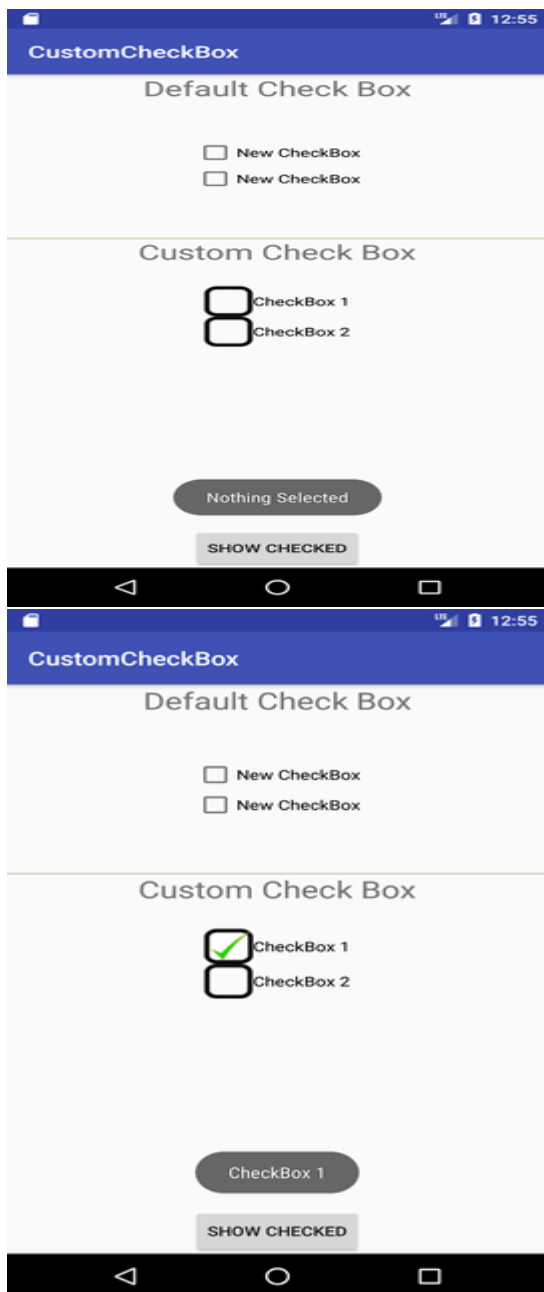 LTE 12:55
CustomCheckBox
Default Check Box
New CheckBox
New CheckBox
Custom Check Box
CheckBox 1
CheckBox 2
Nothing Selected
SHOW CHECKED
LTE 12:55
CustomCheckBox
Default Check Box
New CheckBox
New CheckBox
Custom Check Box
CheckBox 1
CheckBox 2
CheckBox 1
SHOW CHECKED